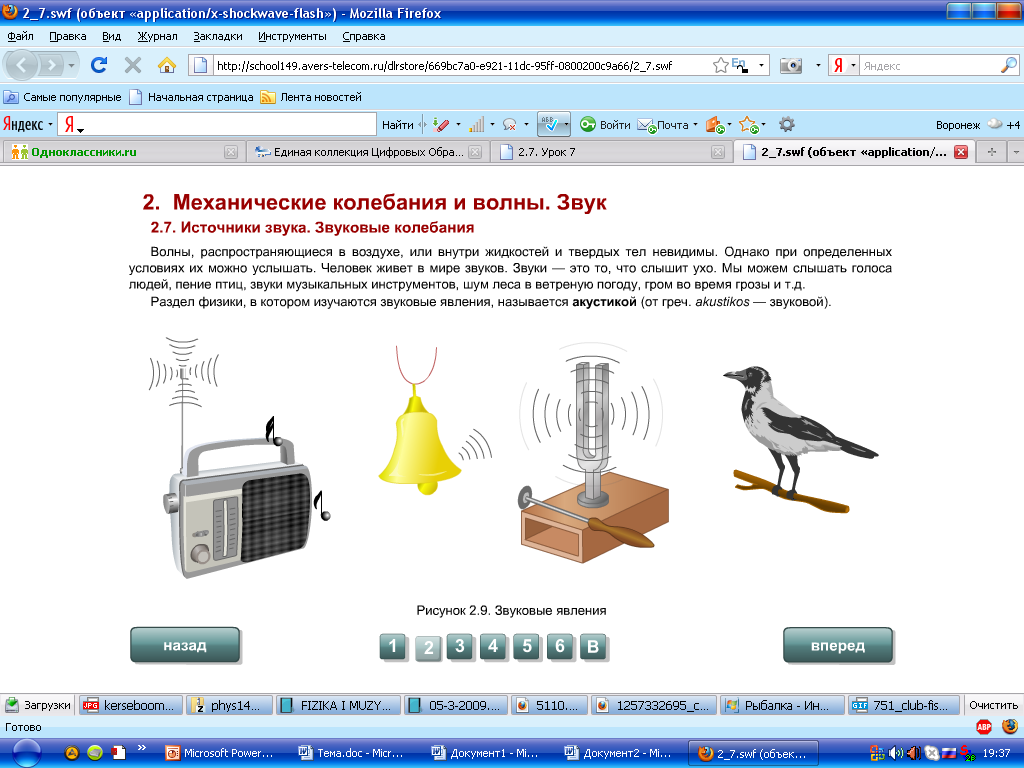 2_7.swf (объект «application/x-shockwave-flash») - Mozilla Firefox
Файл Правка Вид Журнал Закладки Инструменты Справка
http://school149.avers-telecom.ru/dlrstore/669bc7a0-e921-11dc-95ff-0800200c9a66/2_7.swf En Я Яндекс
Самые популярные Начальная страница Лента новостей
Яндекс Я Найти АБВ Войти Почта Воронеж +4
Одноклассники.ru Единая коллекция Цифровых Обра... 2.7. Урок 7 2_7.swf (объект «application/...
2. Механические колебания и волны. Звук
2.7. Источники звука. Звуковые колебания
Волны, распространяющиеся в воздухе, или внутри жидкостей и твердых тел невидимы. Однако при определенных
условиях их можно услышать. Человек живет в мире звуков. Звуки — это то, что слышит ухо. Мы можем слышать голоса
людей, пение птиц, звуки музыкальных инструментов, шум леса в ветреную погоду, гром во время грозы и т.д.
Раздел физики, в котором изучаются звуковые явления, называется акустикой (от греч. akustikos — звуковой).
Рисунок 2.9. Звуковые явления
назад 1 2 3 4 5 6 В вперед
Загрузки JPG kerseboom... phys14... FIZIKA I MUZY... 05-3-2009.... 5110.... 1257332695_c... Рыбалка - Ин... GIF 751_club-fis... Очистить
Готово ABP
Microsoft Power... Тема.doc - Micr... Документ1 - Mi... Документ2 - Mi... 2_7.swf (объек... 19:37